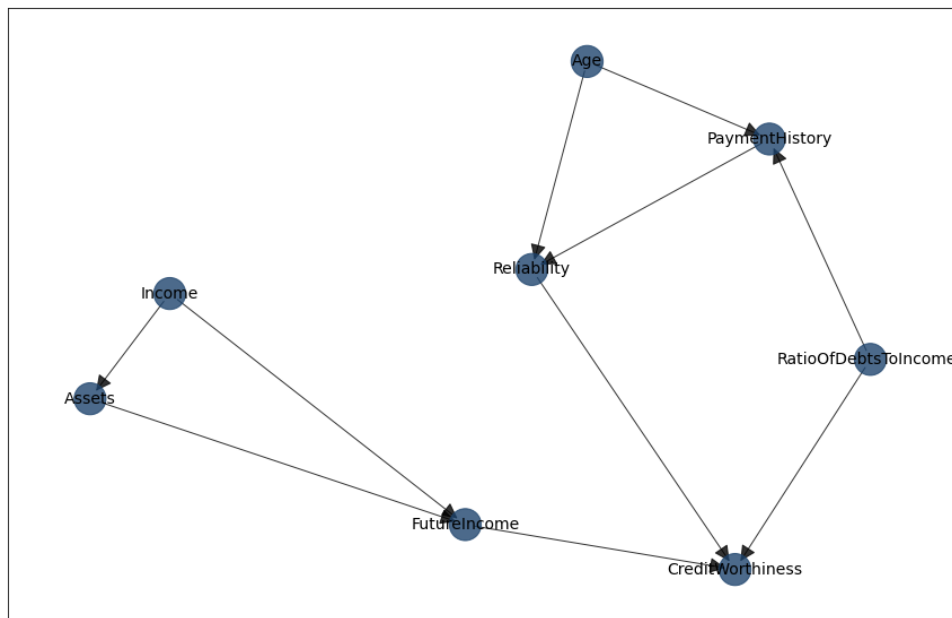 Age
PaymentHistory
Reliability
Income
RatioOfDebtsToIncome
Assets
FutureIncome
CreditWorthiness